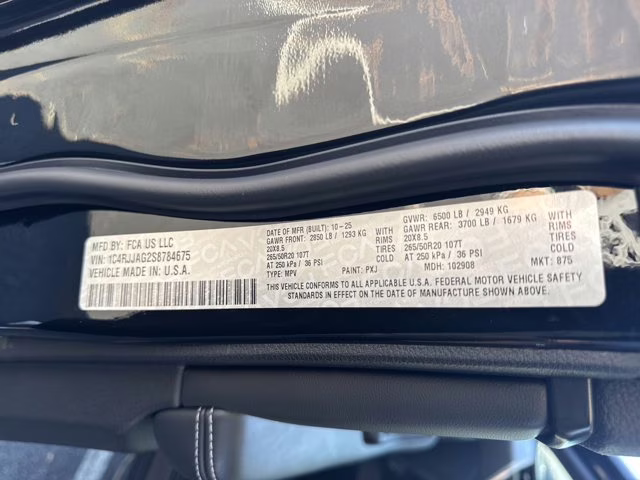 MFD BY: FCA US LLC
VIN: 1C4RJJAG2S8784675
VEHICLE MADE IN: U.S.A.
DATE OF MFR (BUILT): 10-25
GVWR: 6500 LB / 2949 KG
GAWR FRONT: 2850 LB / 1293 KG WITH
GAWR REAR: 3700 LB / 1679 KG WITH
20X8.5 RIMS
20X8.5 RIMS
265/50R20 107T TIRES
265/50R20 107T TIRES
AT 250 kPa / 36 PSI COLD
AT 250 kPa / 36 PSI COLD
TYPE: MPV PAINT: PXJ MDH: 102908 MKT: 875
THIS VEHICLE CONFORMS TO ALL APPLICABLE U.S.A. FEDERAL MOTOR VEHICLE SAFETY
STANDARDS IN EFFECT ON THE DATE OF MANUFACTURE SHOWN ABOVE.